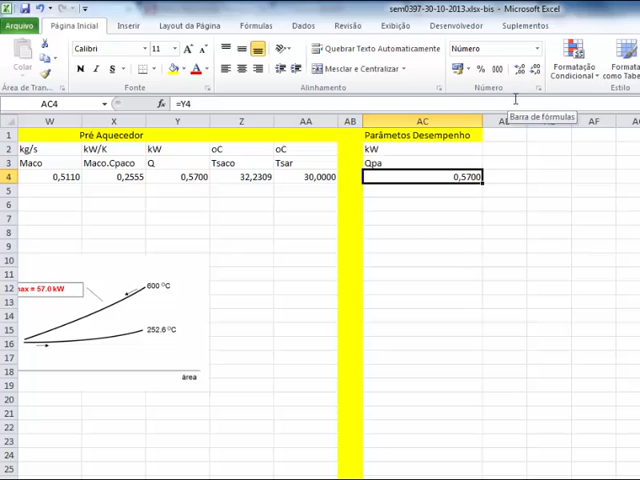 sem0397-30-10-2013.xlsx-bis - Microsoft Excel
Arquivo Página Inicial Inserir Layout da Página Fórmulas Dados Revisão Exibição Desenvolvedor Suplementos
Colar Calibri 11 Quebrar Texto Automaticamente Número Formatação Condicional Formatar como Tabe
N I S Mesclar e Centralizar % 000
Área de Tran... Fonte Alinhamento Número Estilo
AC4 fx =Y4
Barra de fórmulas
W X Y Z AA AB AC AD AE AF
1 Pré Aquecedor Parâmetos Desempenho
2 kg/s kW/K kW oC oC kW
3 Maco Maco.Cpaco Q Tsaco Tsar Qpa
4 0,5110 0,2555 0,5700 32,2309 30,0000 0,5700
5
6
7
8
9
10
11
12 max = 57.0 kW 600 °C
13
14
15 252.6 °C
16
17
18 área
19
20
21
22
23
24
25